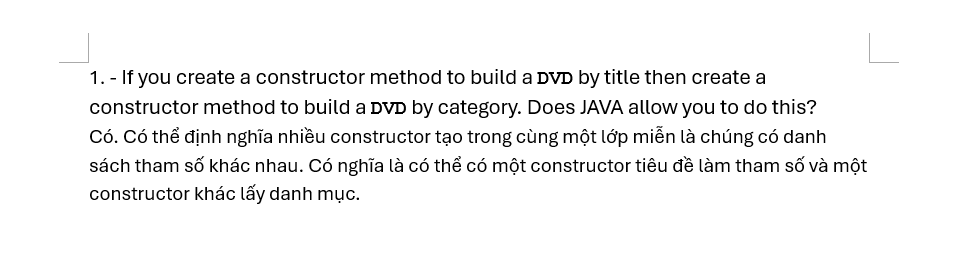 1. - If you create a constructor method to build a DVD by title then create a
constructor method to build a DVD by category. Does JAVA allow you to do this?
Có. Có thể định nghĩa nhiều constructor tạo trong cùng một lớp miễn là chúng có danh
sách tham số khác nhau. Có nghĩa là có thể có một constructor tiêu đề làm tham số và một
constructor khác lấy danh mục.